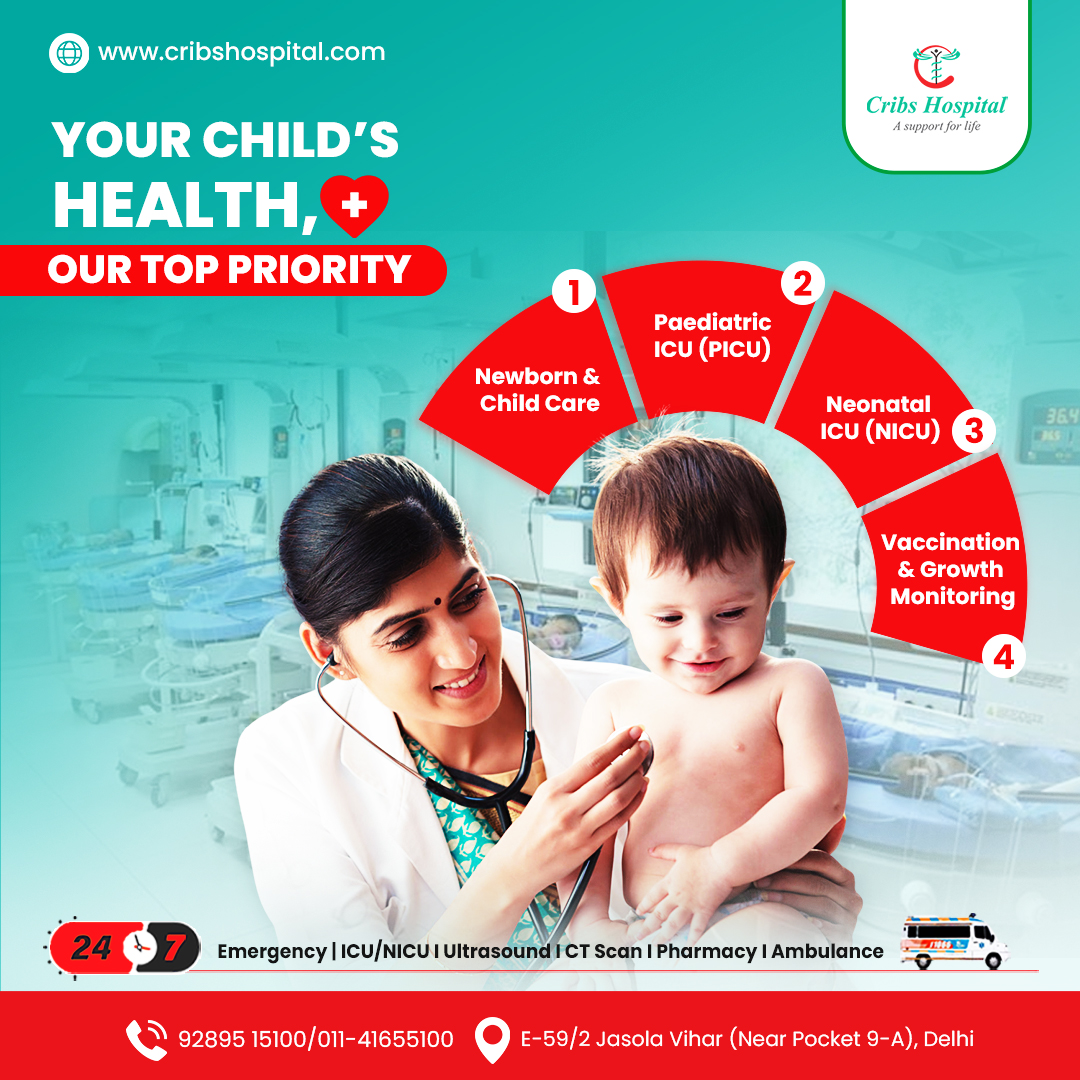 www.cribshospital.com
Cribs Hospital
A support for life
YOUR CHILD’S
HEALTH,
OUR TOP PRIORITY
1
Newborn &
Child Care
2
Paediatric
ICU (PICU)
3
Neonatal
ICU (NICU)
Vaccination
& Growth
Monitoring
4
24 7
Emergency | ICU/NICU I Ultrasound I CT Scan I Pharmacy I Ambulance
92895 15100/011-41655100
E-59/2 Jasola Vihar (Near Pocket 9-A), Delhi